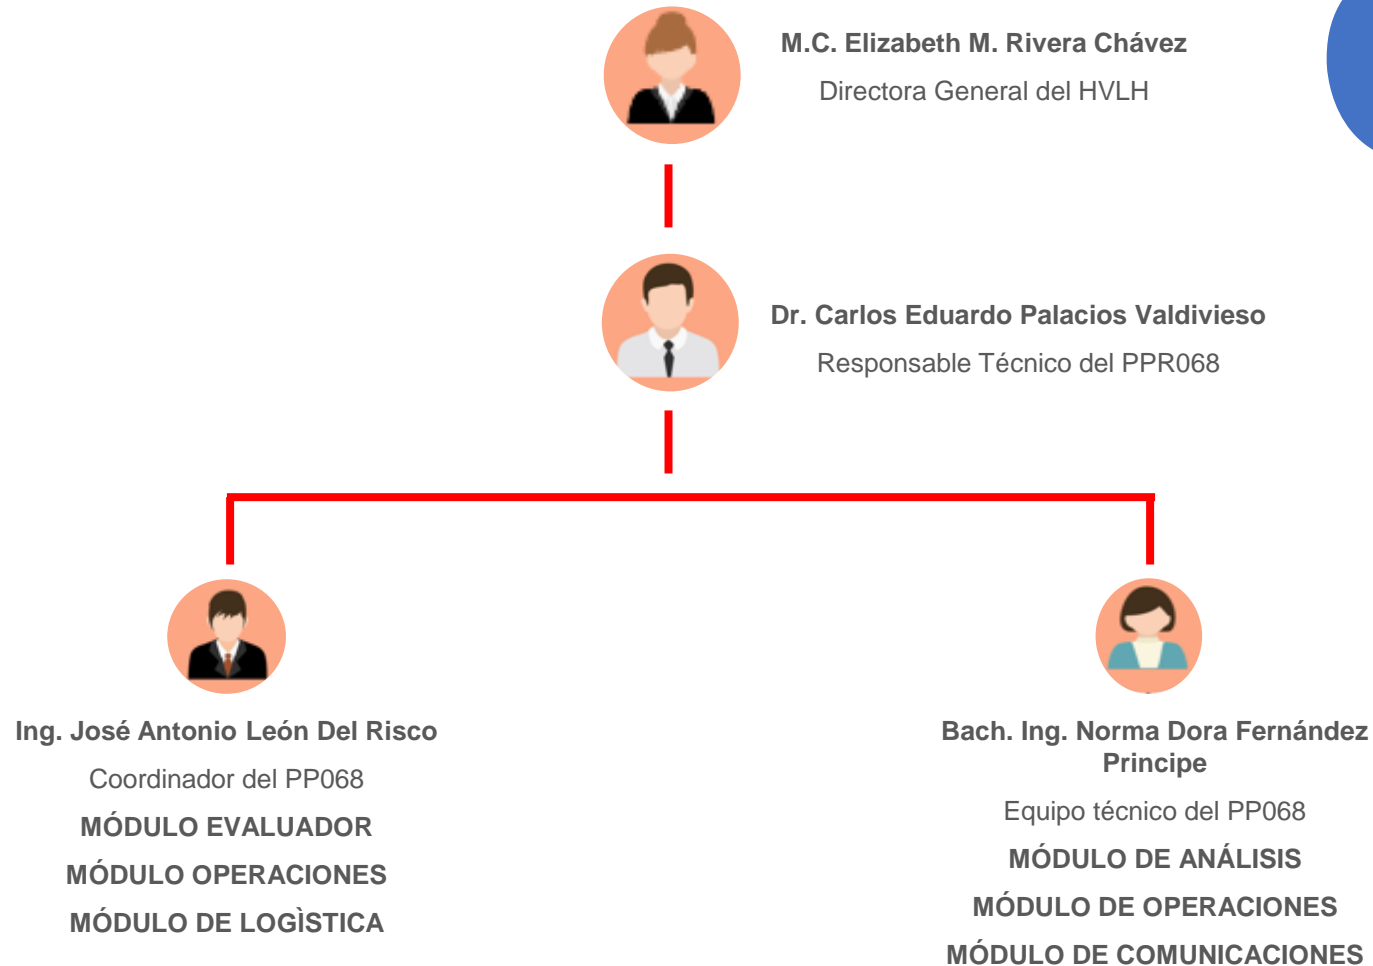 M.C. Elizabeth M. Rivera Chávez
Directora General del HVLH
Dr. Carlos Eduardo Palacios Valdivieso
Responsable Técnico del PPR068
Ing. José Antonio León Del Risco
Coordinador del PP068
MÓDULO EVALUADOR
MÓDULO OPERACIONES
MÓDULO DE LOGÌSTICA
Bach. Ing. Norma Dora Fernández
Principe
Equipo técnico del PP068
MÓDULO DE ANÁLISIS
MÓDULO DE OPERACIONES
MÓDULO DE COMUNICACIONES